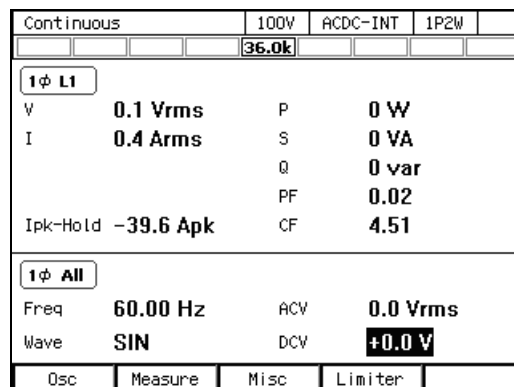 Continuous 100V ACDC-INT 1P2W
36.0k
1ϕ L1
V 0.1 Vrms P 0 W
I 0.4 Arms S 0 VA
Q 0 var
PF 0.02
Ipk-Hold -39.6 Apk CF 4.51
1ϕ All
Freq 60.00 Hz ACV 0.0 Vrms
Wave SIN DCV +0.0 V
Osc Measure Misc Limiter